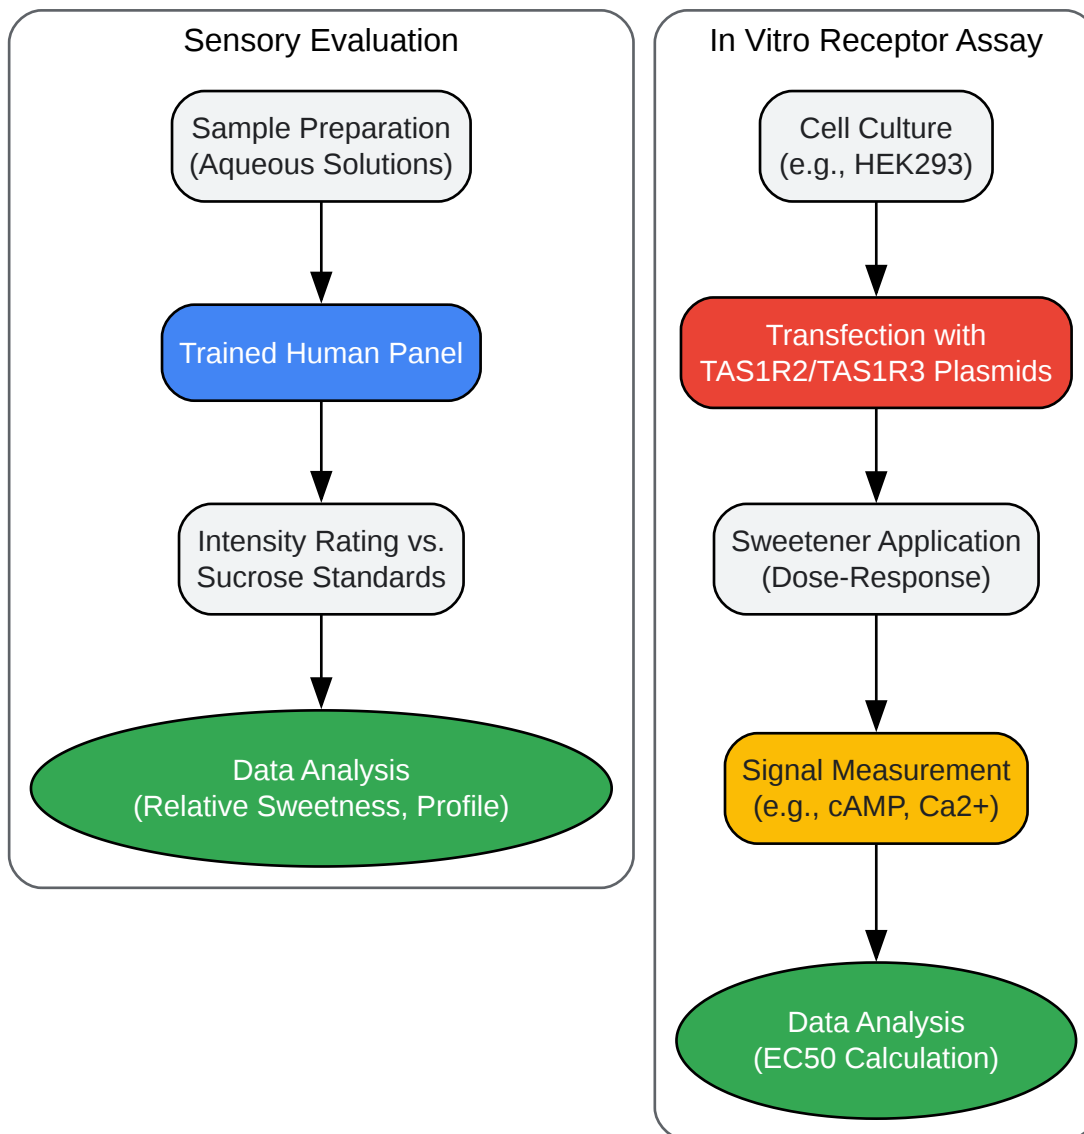 Sensory Evaluation
Sample Preparation
(Aqueous Solutions)
Trained Human Panel
Intensity Rating vs.
Sucrose Standards
Data Analysis
(Relative Sweetness, Profile)
In Vitro Receptor Assay
Cell Culture
(e.g., HEK293)
Transfection with
TAS1R2/TAS1R3 Plasmids
Sweetener Application
(Dose-Response)
Signal Measurement
(e.g., cAMP, Ca2+)
Data Analysis
(EC50 Calculation)